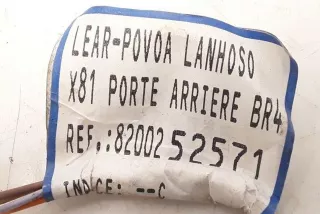 LEAR-POVOA LANHOSO
X81 PORTE ARRIERE BR4
REF.:8200252571
INDCE: --C